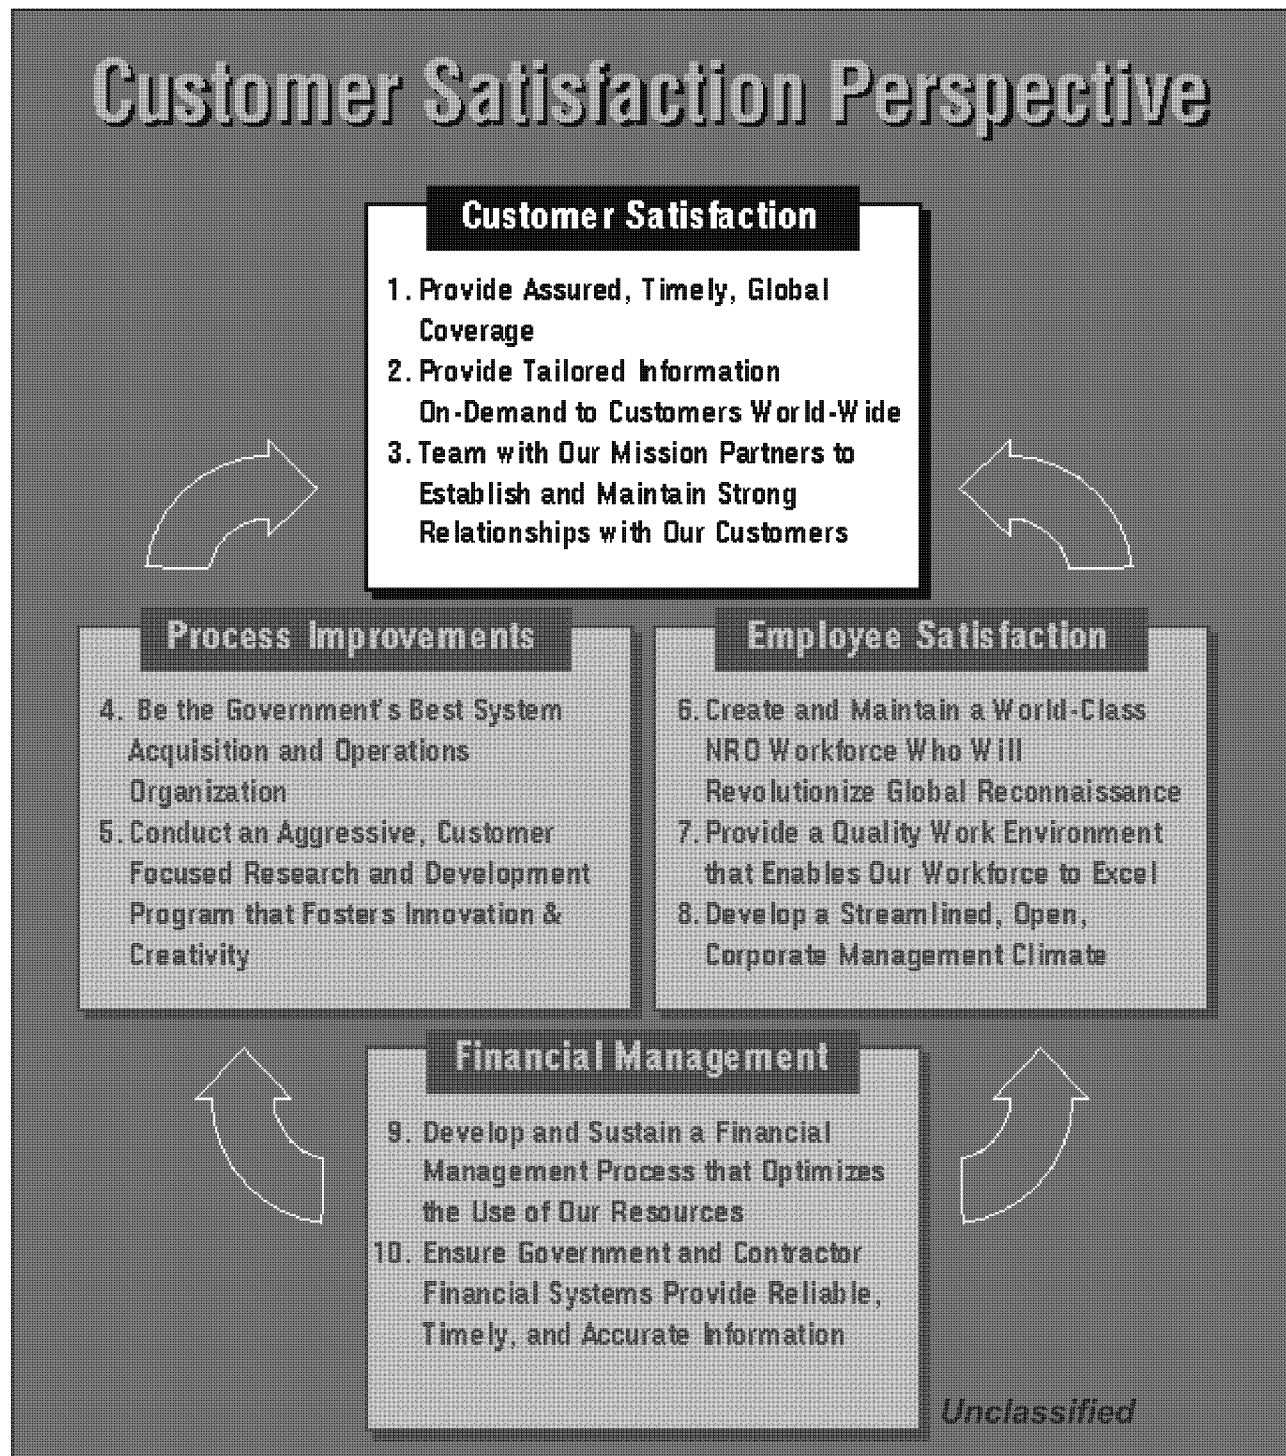 Customer Satisfaction Perspective
Customer Satisfaction
1. Provide Assured, Timely, Global
Coverage
2. Provide Tailored Information
On-Demand to Customers World-Wide
3. Team with Our Mission Partners to
Establish and Maintain Strong
Relationships with Our Customers
Process Improvements
4. Be the Government's Best System
Acquisition and Operations
Organization
5. Conduct an Aggressive, Customer
Focused Research and Development
Program that Fosters Innovation &
Creativity
Employee Satisfaction
6. Create and Maintain a World-Class
NRO Workforce Who Will
Revolutionize Global Reconnaissance
7. Provide a Quality Work Environment
that Enables Our Workforce to Excel
8. Develop a Streamlined, Open,
Corporate Management Climate
Financial Management
9. Develop and Sustain a Financial
Management Process that Optimizes
the Use of Our Resources
10. Ensure Government and Contractor
Financial Systems Provide Reliable,
Timely, and Accurate Information
Unclassified